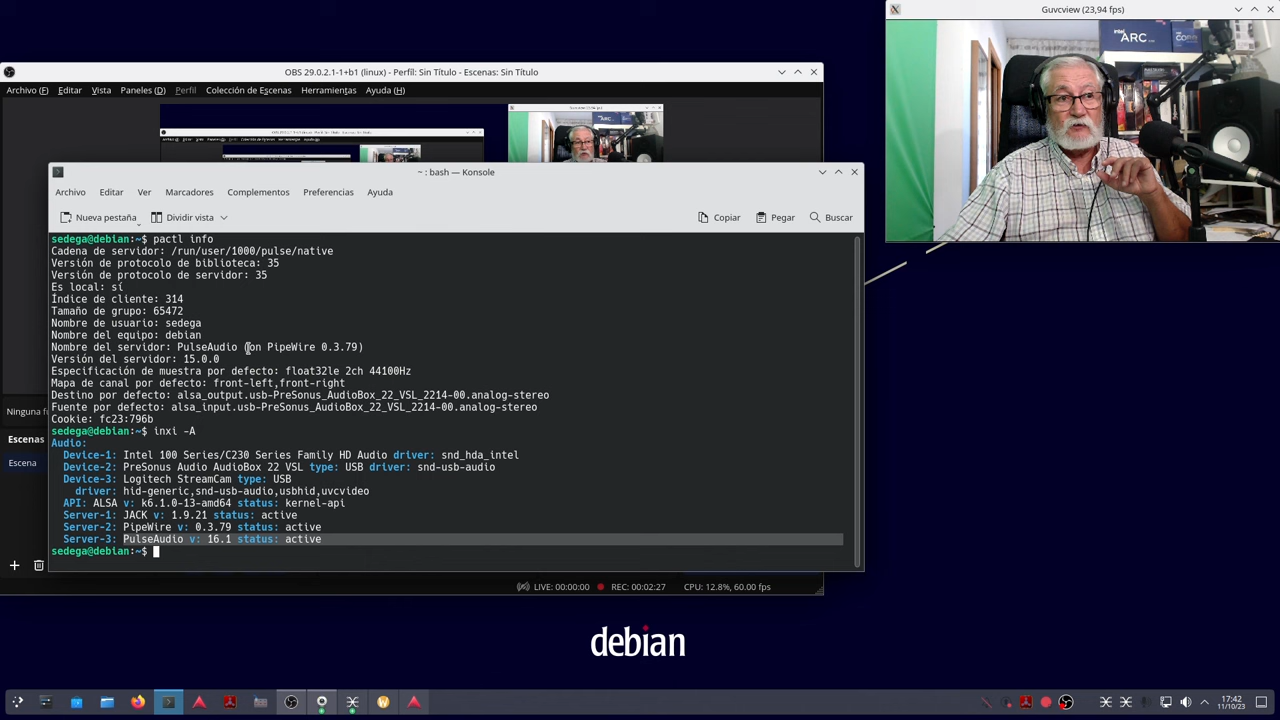 Guvcview (23,94 fps)
intel ARC
OBS 29.0.2.1-1+b1 (linux) - Perfil: Sin Título - Escenas: Sin Título
Archivo (F) Editar Vista Paneles (D) Perfil Colección de Escenas Herramientas Ayuda (H)
~ : bash — Konsole
Archivo Editar Ver Marcadores Complementos Preferencias Ayuda
Nueva pestaña Dividir vista Copiar Pegar Buscar
sedega@debian:~$ pactl info
Cadena de servidor: /run/user/1000/pulse/native
Versión de protocolo de biblioteca: 35
Versión de protocolo de servidor: 35
Es local: sí
Índice de cliente: 314
Tamaño de grupo: 65472
Nombre de usuario: sedega
Nombre del equipo: debian
Nombre del servidor: PulseAudio (on PipeWire 0.3.79)
Versión del servidor: 15.0.0
Especificación de muestra por defecto: float32le 2ch 44100Hz
Mapa de canal por defecto: front-left,front-right
Destino por defecto: alsa_output.usb-PreSonus_AudioBox_22_VSL_2214-00.analog-stereo
Fuente por defecto: alsa_input.usb-PreSonus_AudioBox_22_VSL_2214-00.analog-stereo
Cookie: fc23:796b
sedega@debian:~$ inxi -A
Audio:
Device-1: Intel 100 Series/C230 Series Family HD Audio driver: snd_hda_intel
Device-2: PreSonus Audio AudioBox 22 VSL type: USB driver: snd-usb-audio
Device-3: Logitech StreamCam type: USB
driver: hid-generic,snd-usb-audio,usbhid,uvcvideo
API: ALSA v: k6.1.0-13-amd64 status: kernel-api
Server-1: JACK v: 1.9.21 status: active
Server-2: PipeWire v: 0.3.79 status: active
Server-3: PulseAudio v: 16.1 status: active
sedega@debian:~$
Ninguna f
Escenas
Escena
LIVE: 00:00:00 REC: 00:02:27 CPU: 12.8%, 60.00 fps
debian
17:42
11/10/23